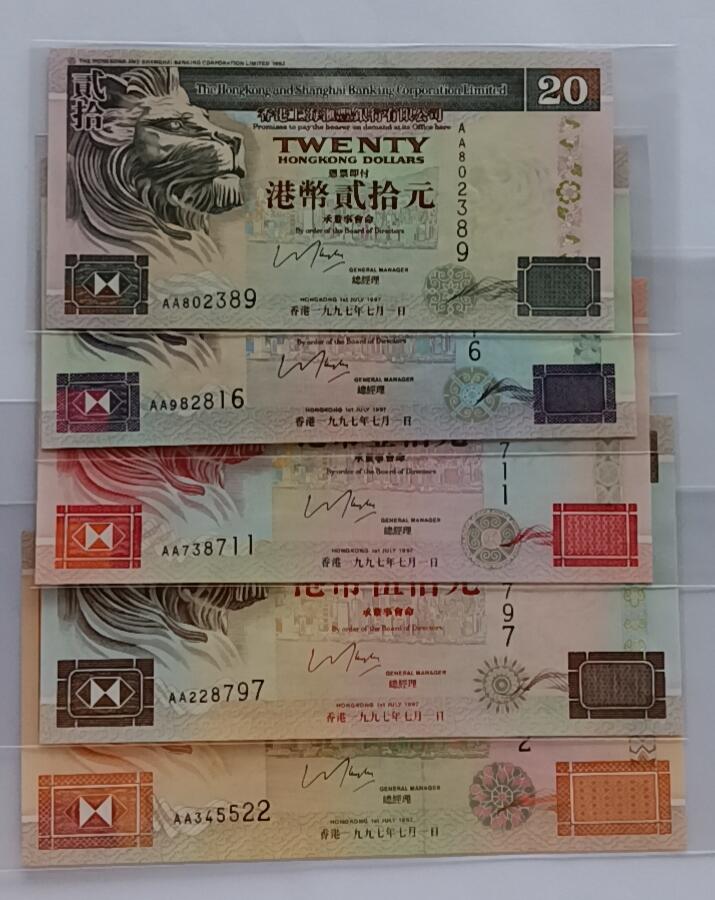 THE HONGKONG AND SHANGHAI BANKING CORPORATION LIMITED
貳拾
The Hongkong and Shanghai Banking Corporation Limited
20
香港上海滙豐銀行有限公司
Promises to pay the bearer on demand at its Office here
TWENTY
HONGKONG DOLLARS
憑票即付
港幣貳拾元
承董事會命
By order of the Board of Directors
AA802389
GENERAL MANAGER
總經理
AA802389
HONGKONG 1st JULY 1997
香港一九九七年七月一日
By order of the Board of Directors
6
GENERAL MANAGER
總經理
AA982816
HONGKONG 1st JULY 1997
香港一九九七年七月一日
承董事會命
By order of the Board of Directors
711
GENERAL MANAGER
總經理
AA738711
HONGKONG 1st JULY 1997
香港一九九七年七月一日
港幣伍佰元
承董事會命
By order of the Board of Directors
797
GENERAL MANAGER
總經理
AA228797
HONGKONG 1st JULY 1997
香港一九九七年七月一日
2
GENERAL MANAGER
總經理
AA345522
HONGKONG 1st JULY 1997
香港一九九七年七月一日